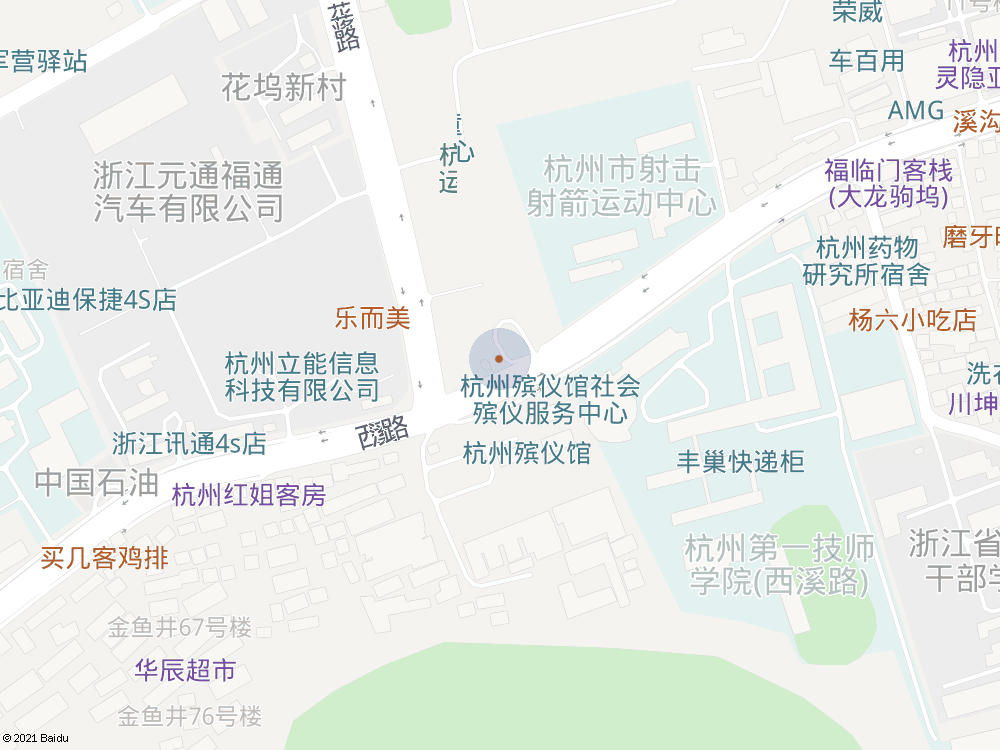 花
路
荣威
11号楼
军营驿站
车百用
杭州
灵隐亚
花坞新村
AMG
溪沟
童心
杭
运
杭州市射击
射箭运动中心
浙江元通福通
汽车有限公司
福临门客栈
(大龙驹坞)
磨牙
杭州药物
研究所宿舍
宿舍
比亚迪保捷4S店
乐而美
杨六小吃店
杭州立能信息
科技有限公司
洗衣
杭州殡仪馆社会
殡仪服务中心
川坤
西溪路
浙江讯通4s店
杭州殡仪馆
丰巢快递柜
中国石油
杭州红姐客房
买几客鸡排
杭州第一技师
学院(西溪路)
浙江省
干部学
金鱼井67号楼
华辰超市
金鱼井76号楼
© 2021 Baidu